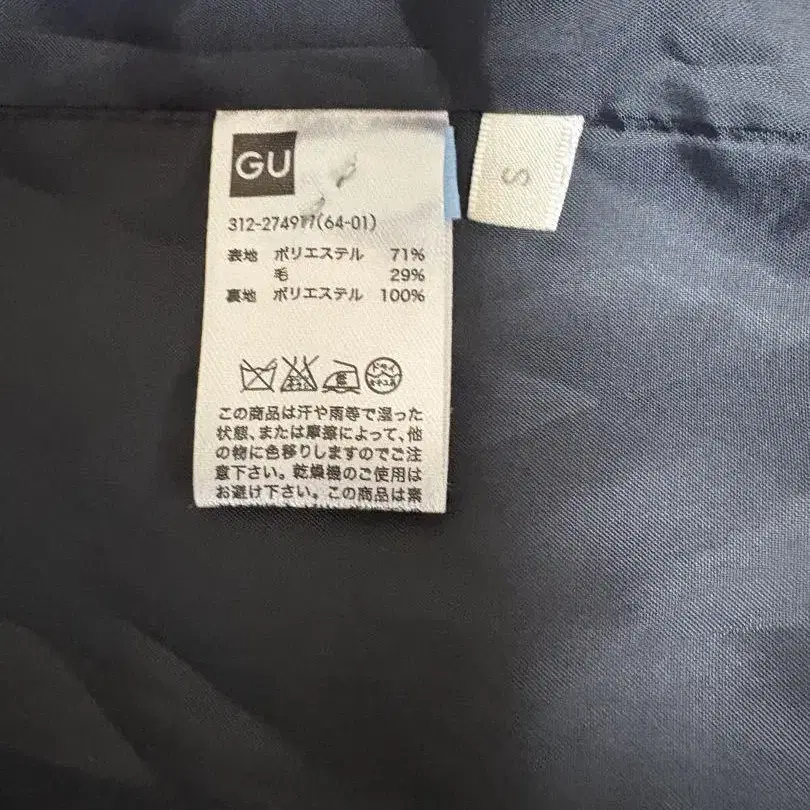 GU
S
312-274917(64-01)
表地 ポリエステル 71%
毛 29%
裏地 ポリエステル 100%
ドライ
この商品は汗や雨等で湿った
状態、または摩擦によって、他
の物に色移りしますのでご注
意下さい。乾燥機のご使用は
お避け下さい。この商品は素